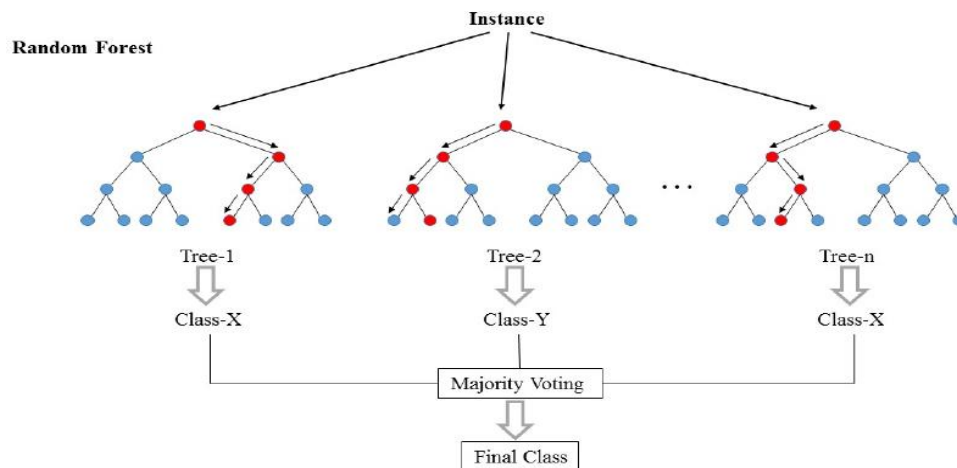 Instance
Random Forest
. . .
Tree-1
Tree-2
Tree-n
Class-X
Class-Y
Class-X
Majority Voting
Final Class